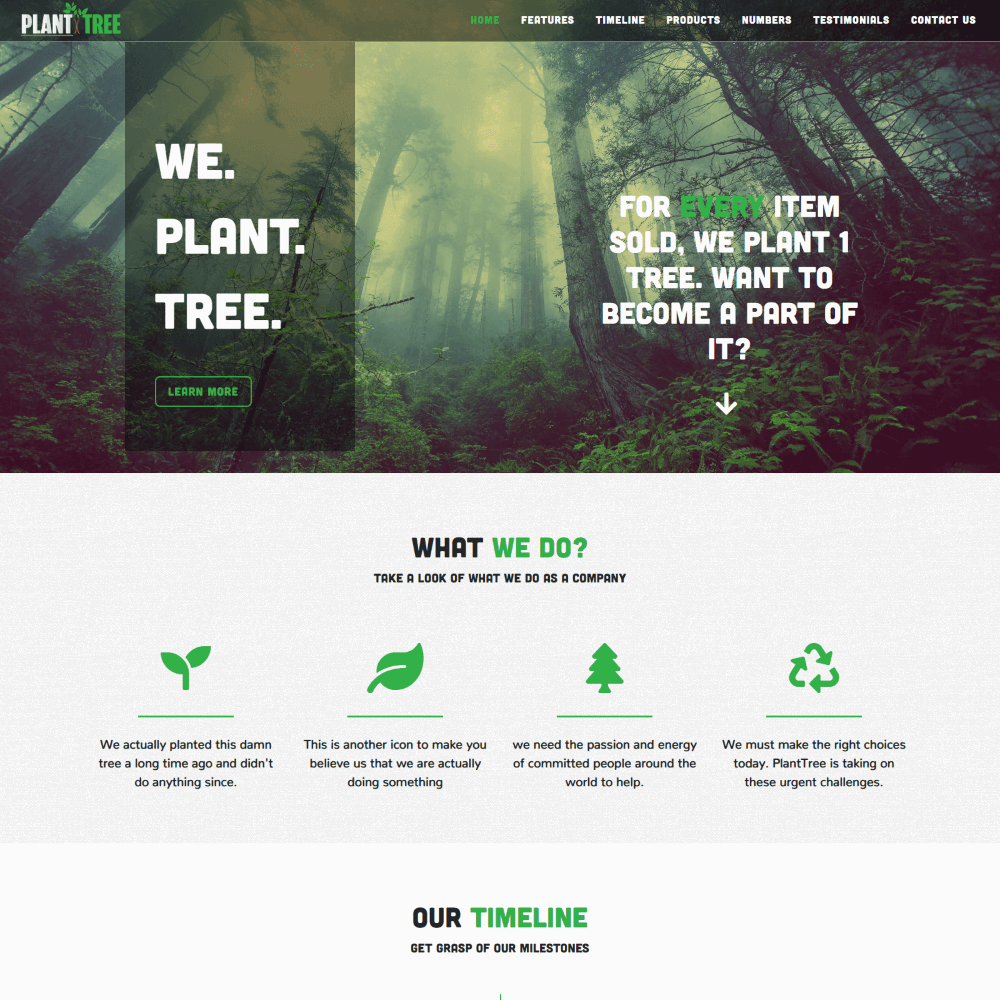 PLANT TREE
HOME FEATURES TIMELINE PRODUCTS NUMBERS TESTIMONIALS CONTACT US
WE.
PLANT.
TREE.
LEARN MORE
FOR EVERY ITEM
SOLD, WE PLANT 1
TREE. WANT TO
BECOME A PART OF
IT?
WHAT WE DO?
TAKE A LOOK OF WHAT WE DO AS A COMPANY
We actually planted this damn
tree a long time ago and didn't
do anything since.
This is another icon to make you
believe us that we are actually
doing something
we need the passion and energy
of committed people around the
world to help.
We must make the right choices
today. PlantTree is taking on
these urgent challenges.
OUR TIMELINE
GET GRASP OF OUR MILESTONES